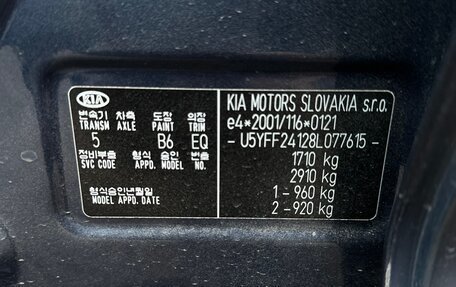 KIA
변속기 차축 도장 외장
TRANSM AXLE PAINT TRIM
5 B6 EQ
정비부호 형식 승인 번호
SVC CODE APPD. MODEL NO.
형식승인년월일
MODEL APPD. DATE
KIA MOTORS SLOVAKIA s.r.o.
e4*2001/116*0121
- U5YFF24128L077615 -
1710 kg
2910 kg
1 - 960 kg
2 - 920 kg